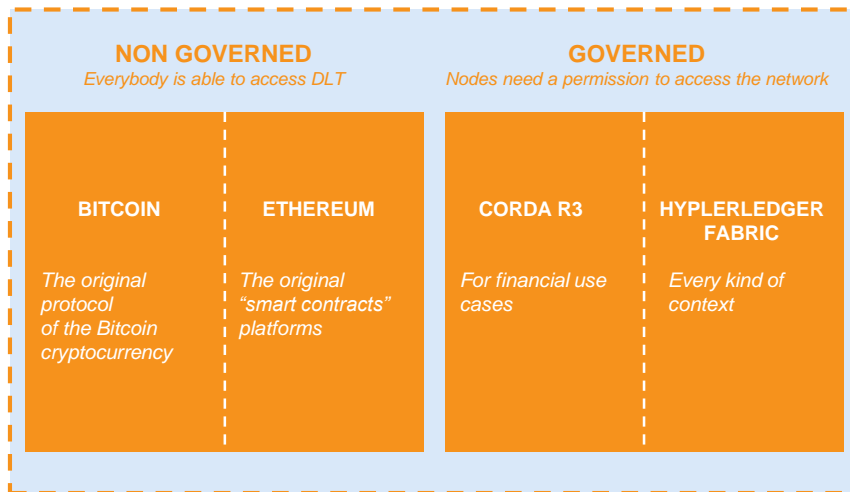 NON GOVERNED
Everybody is able to access DLT
BITCOIN
The original
protocol
of the Bitcoin
cryptocurrency
ETHEREUM
The original
“smart contracts”
platforms
GOVERNED
Nodes need a permission to access the network
CORDA R3
For financial use
cases
HYPLERLEDGER
FABRIC
Every kind of
context